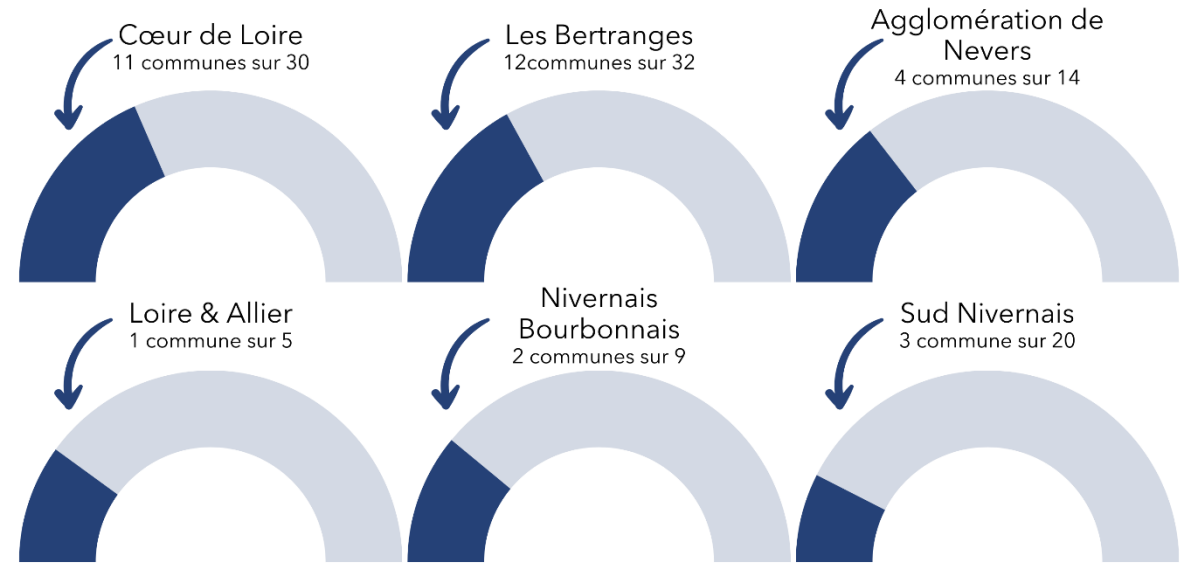 Cœur de Loire
11 communes sur 30
Les Bertranges
12communes sur 32
Agglomération de
Nevers
4 communes sur 14
Loire & Allier
1 commune sur 5
Nivernais
Bourbonnais
2 communes sur 9
Sud Nivernais
3 commune sur 20